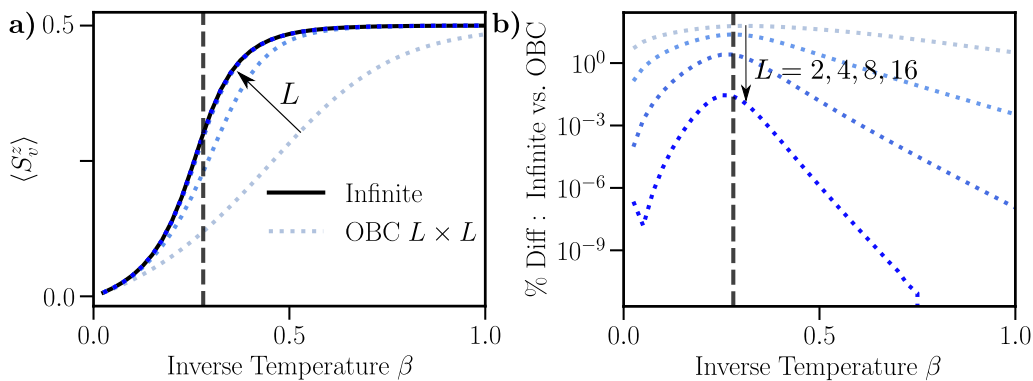 a)
0.5
0.0
⟨S_v^z⟩
L
Infinite
OBC L × L
0.0 0.5 1.0
Inverse Temperature β
b)
10^0
10^{-3}
10^{-6}
10^{-9}
% Diff : Infinite vs. OBC
L = 2, 4, 8, 16
0.0 0.5 1.0
Inverse Temperature β